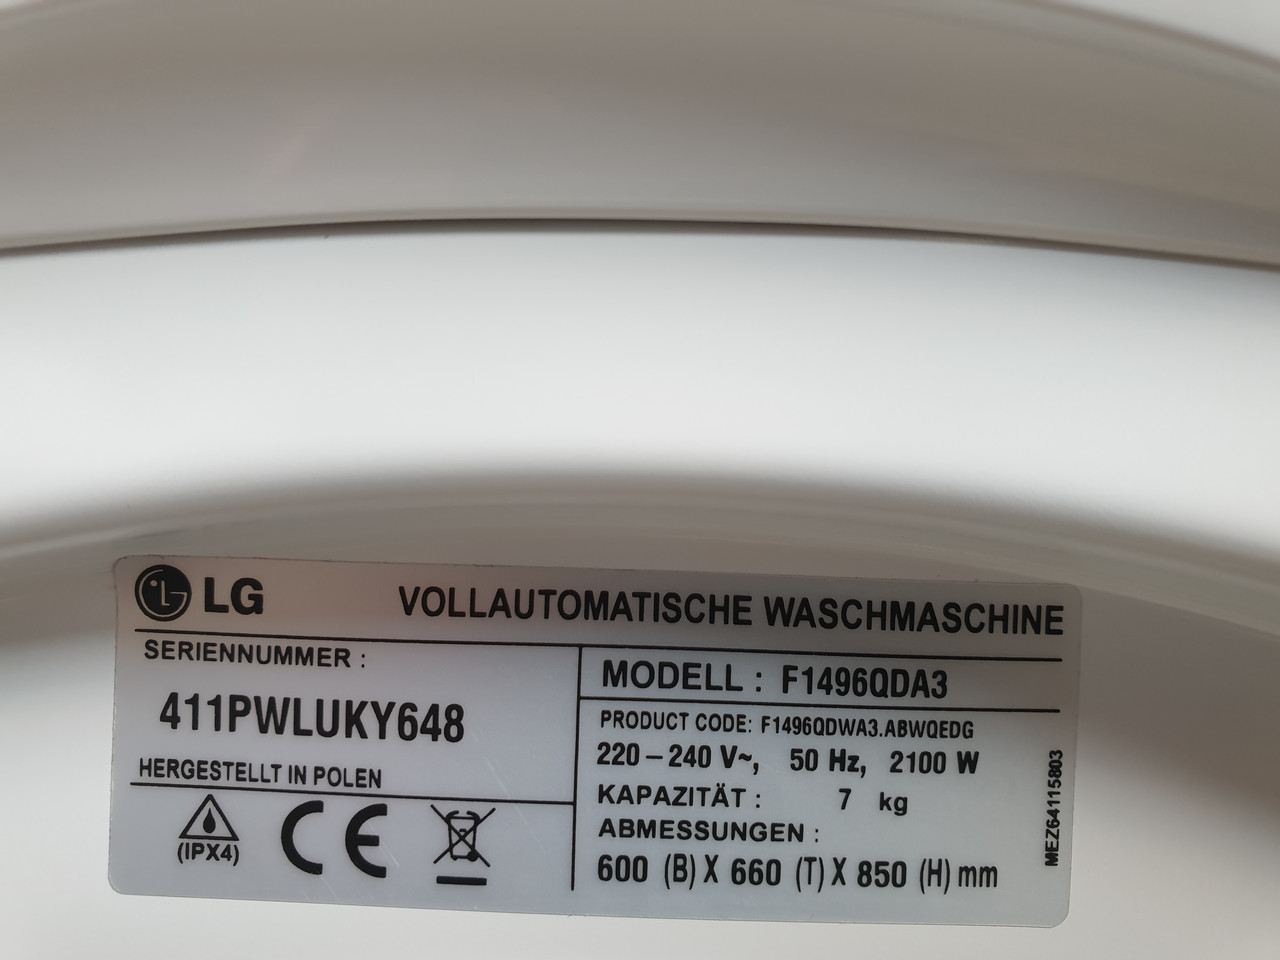 LG VOLLAUTOMATISCHE WASCHMASCHINE
SERIENNUMMER :
411PWLUKY648
HERGESTELLT IN POLEN
(IPX4)
CE
MODELL : F1496QDA3
PRODUCT CODE: F1496QDWA3.ABWQEDG
220 – 240 V~, 50 Hz, 2100 W
KAPAZITÄT : 7 kg
ABMESSUNGEN :
600 (B) X 660 (T) X 850 (H) mm
MEZ64115803